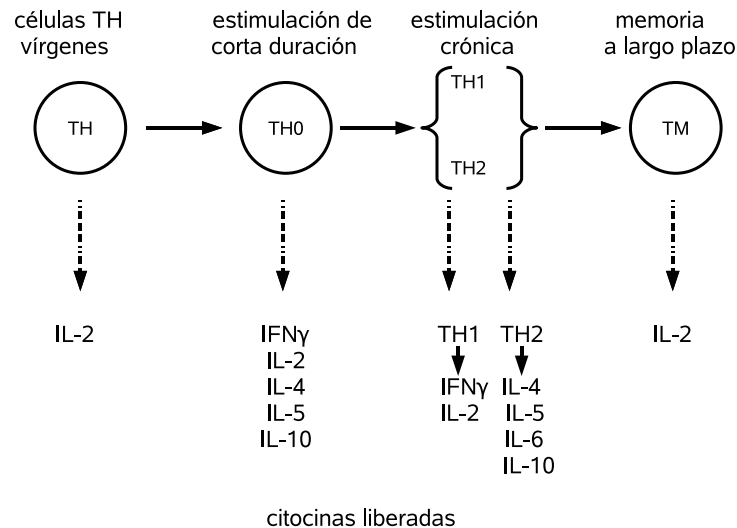 células TH
vírgenes
estimulación de
corta duración
estimulación
crónica
memoria
a largo plazo
TH
TH0
TH1
TH2
TM
IL-2
IFNγ
IL-2
IL-4
IL-5
IL-10
TH1
IFNγ
IL-2
TH2
IL-4
IL-5
IL-6
IL-10
IL-2
citocinas liberadas